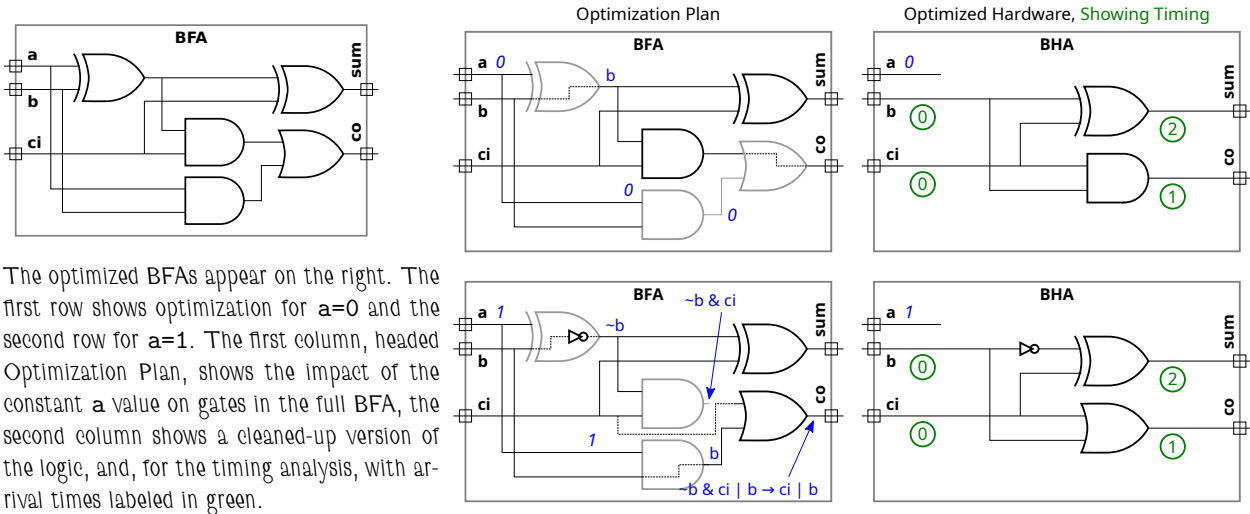 BFA
a
b
ci
sum
co
The optimized BFAs appear on the right. The
first row shows optimization for a=0 and the
second row for a=1. The first column, headed
Optimization Plan, shows the impact of the
constant a value on gates in the full BFA, the
second column shows a cleaned-up version of
the logic, and, for the timing analysis, with ar-
rival times labeled in green.
Optimization Plan
BFA
a 0
b
b
ci
0
0
sum
co
Optimized Hardware, Showing Timing
BHA
a 0
b
0
ci
0
sum
2
co
1
BFA
~b & ci
a 1
~b
b
ci
1
b
~b & ci | b → ci | b
sum
co
BHA
a 1
b
0
ci
0
sum
2
co
1